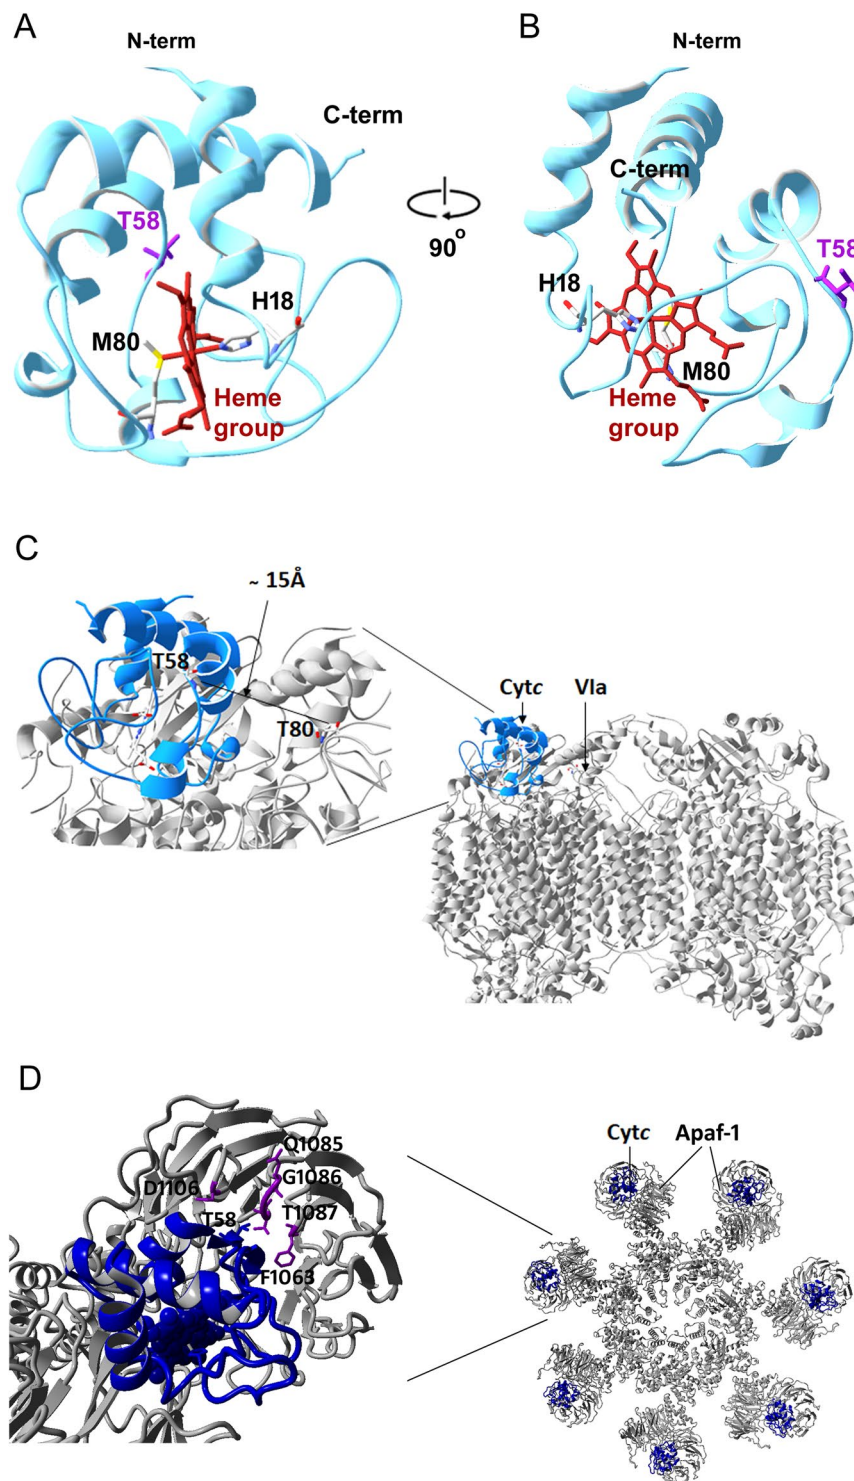 A
B
N-term
N-term
C-term
C-term
T58
T58
90o
H18
H18
M80
M80
Heme
group
Heme
group
C
~ 15Å
T58
T80
Cytc
VIa
D
Q1085
D1106
G1086
T58
T1087
F1063
Cytc
Apaf-1